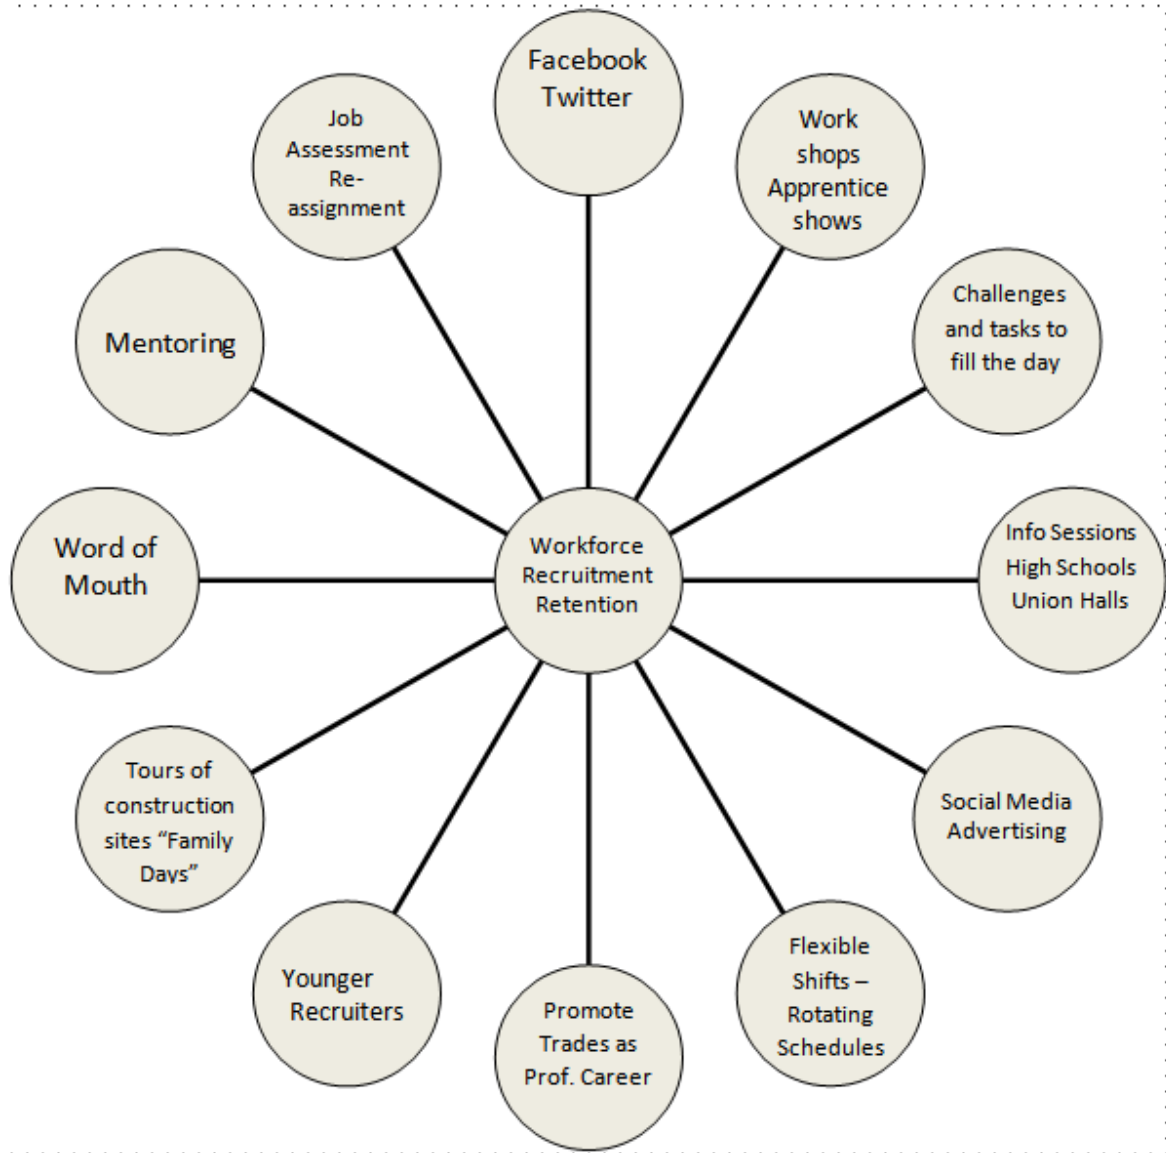 Facebook
Twitter
Work
shops
Apprentice
shows
Challenges
and tasks to
fill the day
Info Sessions
High Schools
Union Halls
Social Media
Advertising
Flexible
Shifts –
Rotating
Schedules
Promote
Trades as
Prof. Career
Younger
Recruiters
Tours of
construction
sites “Family
Days”
Word of
Mouth
Mentoring
Job
Assessment
Re-
assignment
Workforce
Recruitment
Retention